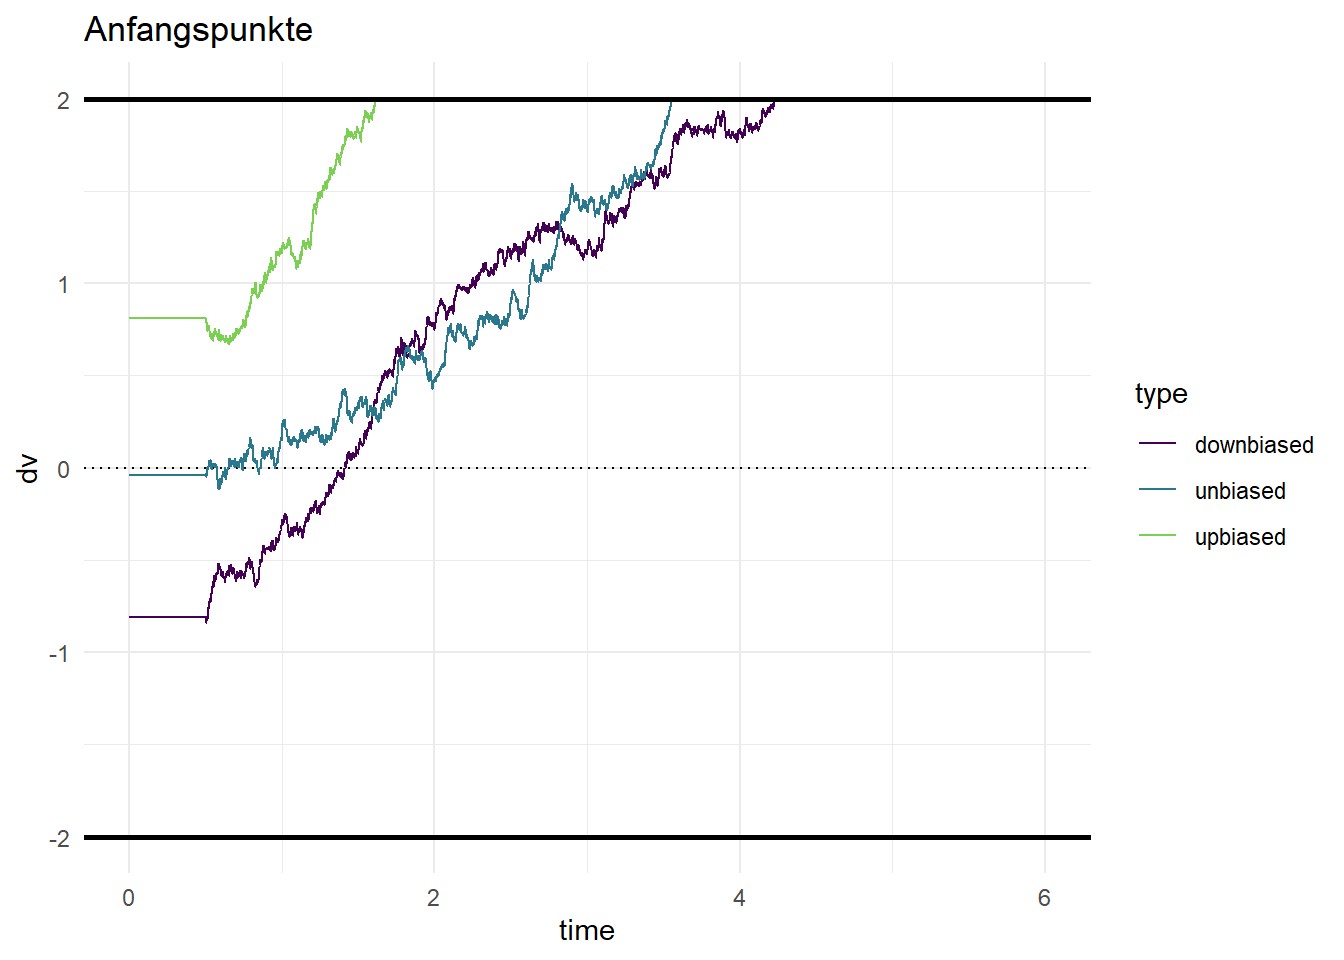 Anfangspunkte
2
1
0
-1
-2
dv
0
2
4
6
time
type
downbiased
unbiased
upbiased